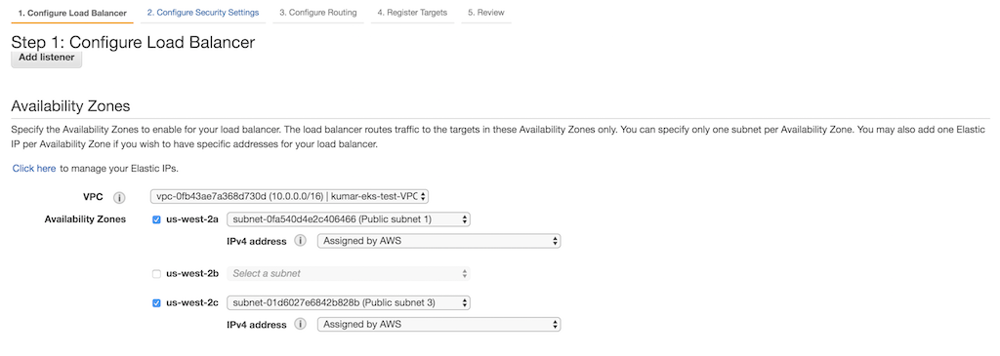 1. Configure Load Balancer 2. Configure Security Settings 3. Configure Routing 4. Register Targets 5. Review
Step 1: Configure Load Balancer
Add listener
Availability Zones
Specify the Availability Zones to enable for your load balancer. The load balancer routes traffic to the targets in these Availability Zones only. You can specify only one subnet per Availability Zone. You may also add one Elastic
IP per Availability Zone if you wish to have specific addresses for your load balancer.
Click here to manage your Elastic IPs.
VPC i vpc-0fb43ae7a368d730d (10.0.0.0/16) | kumar-eks-test-VPC
Availability Zones us-west-2a subnet-0fa540d4e2c406466 (Public subnet 1)
IPv4 address i Assigned by AWS
us-west-2b Select a subnet
us-west-2c subnet-01d6027e6842b828b (Public subnet 3)
IPv4 address i Assigned by AWS